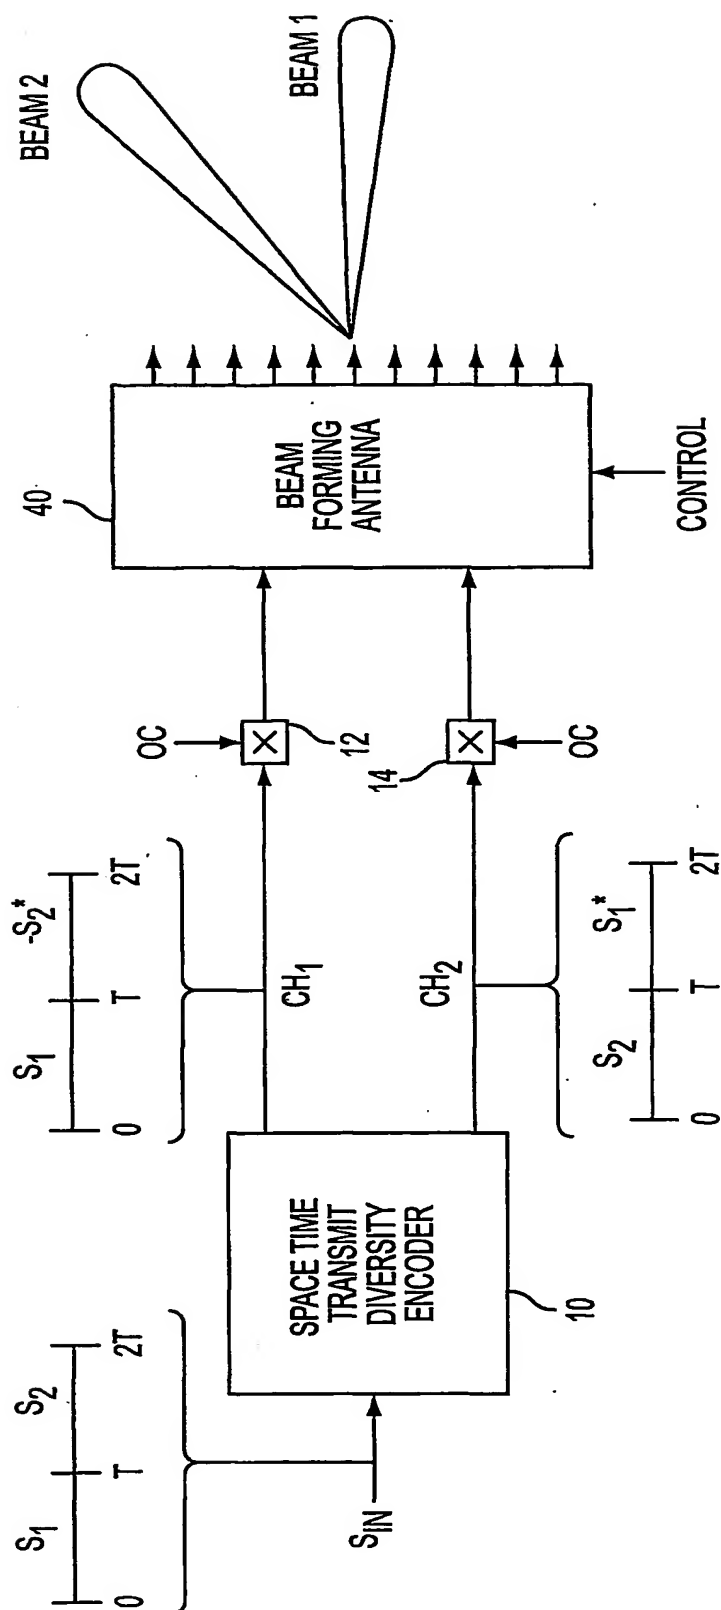 S1 S2
0 T 2T
SIN
SPACE TIME
TRANSMIT
DIVERSITY
ENCODER
10
S1 -S2*
0 T 2T
CH1
CH2
S2 S1*
0 T 2T
OC
12
14
OC
40
BEAM
FORMING
ANTENNA
CONTROL
BEAM 2
BEAM 1